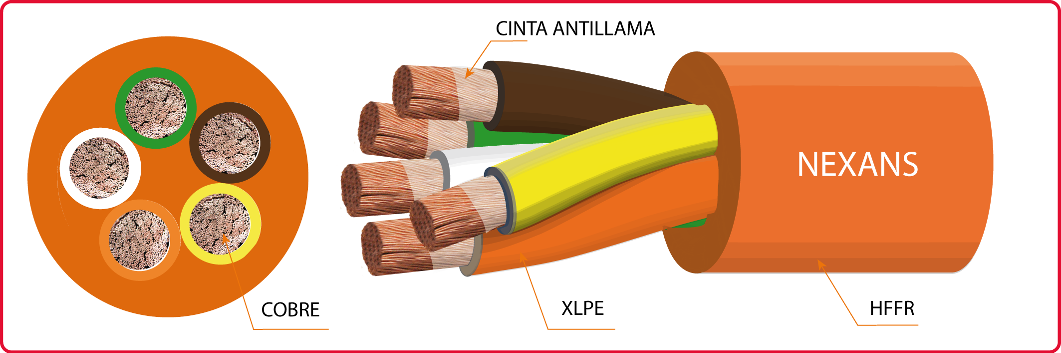 CINTA ANTILLAMA
NEXANS
COBRE
XLPE
HFFR